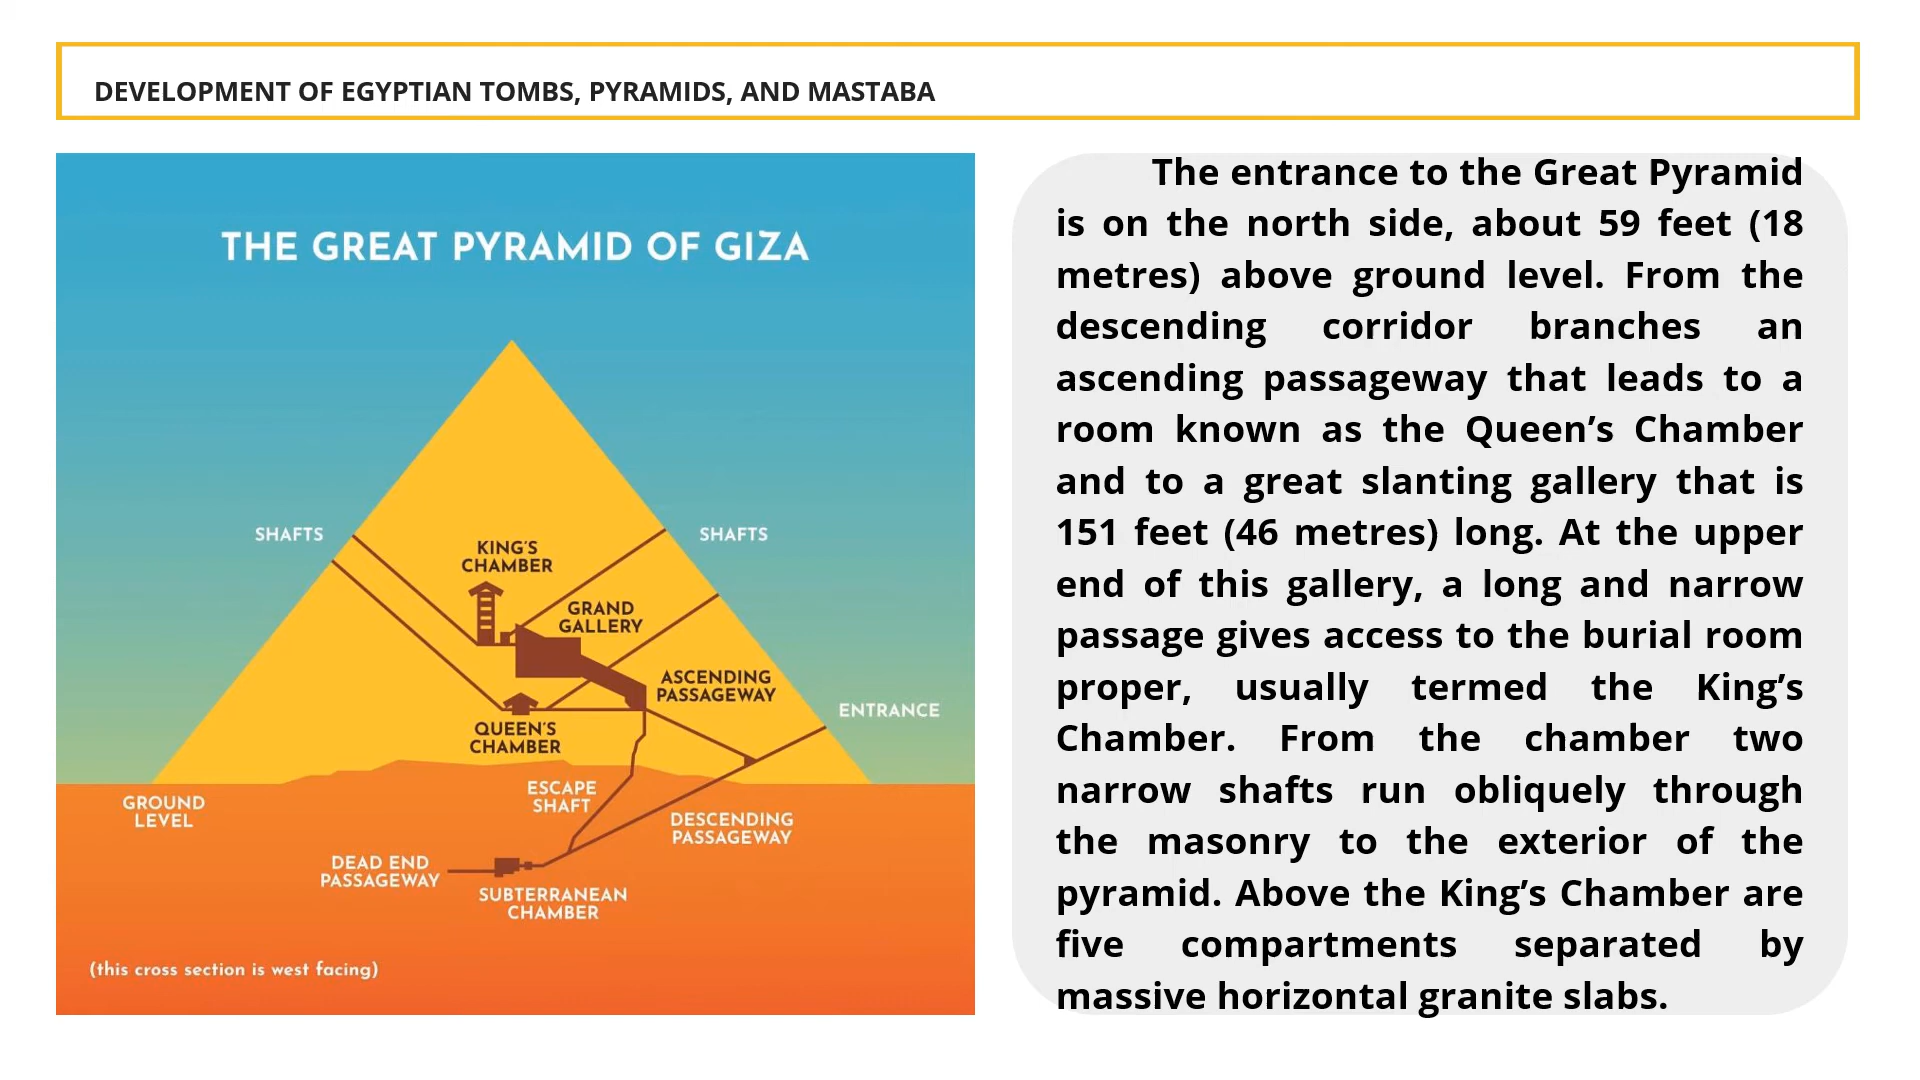 DEVELOPMENT OF EGYPTIAN TOMBS, PYRAMIDS, AND MASTABA
THE GREAT PYRAMID OF GIZA
SHAFTS
SHAFTS
KING'S
CHAMBER
GRAND
GALLERY
ASCENDING
PASSAGEWAY
ENTRANCE
QUEEN'S
CHAMBER
ESCAPE
SHAFT
GROUND
LEVEL
DESCENDING
PASSAGEWAY
DEAD END
PASSAGEWAY
SUBTERRANEAN
CHAMBER
(this cross section is west facing)
The entrance to the Great Pyramid
is on the north side, about 59 feet (18
metres) above ground level. From the
descending corridor branches an
ascending passageway that leads to a
room known as the Queen’s Chamber
and to a great slanting gallery that is
151 feet (46 metres) long. At the upper
end of this gallery, a long and narrow
passage gives access to the burial room
proper, usually termed the King’s
Chamber. From the chamber two
narrow shafts run obliquely through
the masonry to the exterior of the
pyramid. Above the King’s Chamber are
five compartments separated by
massive horizontal granite slabs.